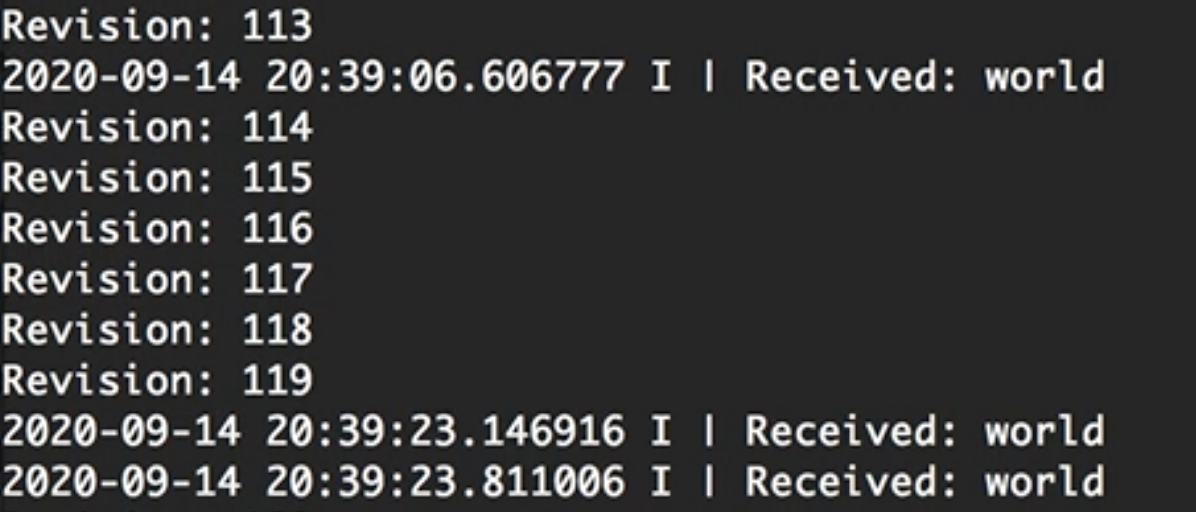 Revision: 113
2020-09-14 20:39:06.606777 I | Received: world
Revision: 114
Revision: 115
Revision: 116
Revision: 117
Revision: 118
Revision: 119
2020-09-14 20:39:23.146916 I | Received: world
2020-09-14 20:39:23.811006 I | Received: world